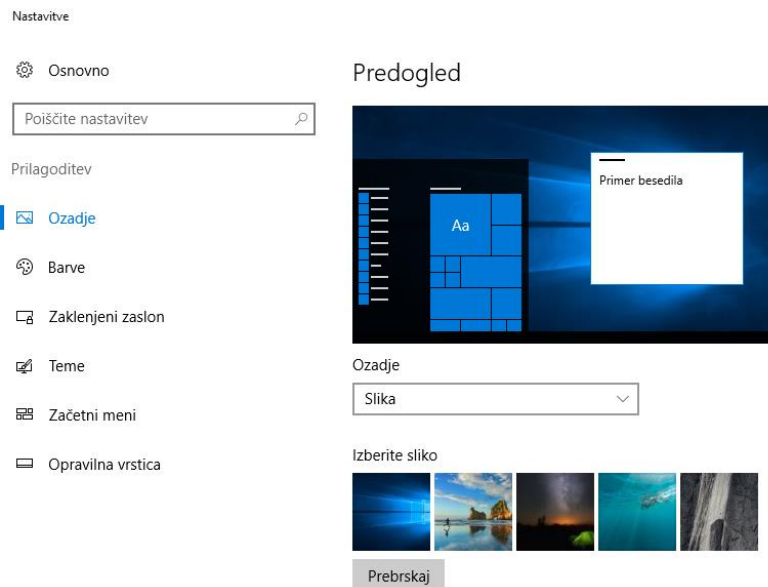 Nastavitve
Osnovno
Poiščite nastavitev
Prilagoditev
Ozadje
Barve
Zaklenjeni zaslon
Teme
Začetni meni
Opravilna vrstica
Predogled
Aa
Primer besedila
Ozadje
Slika
Izberite sliko
Prebrskaj